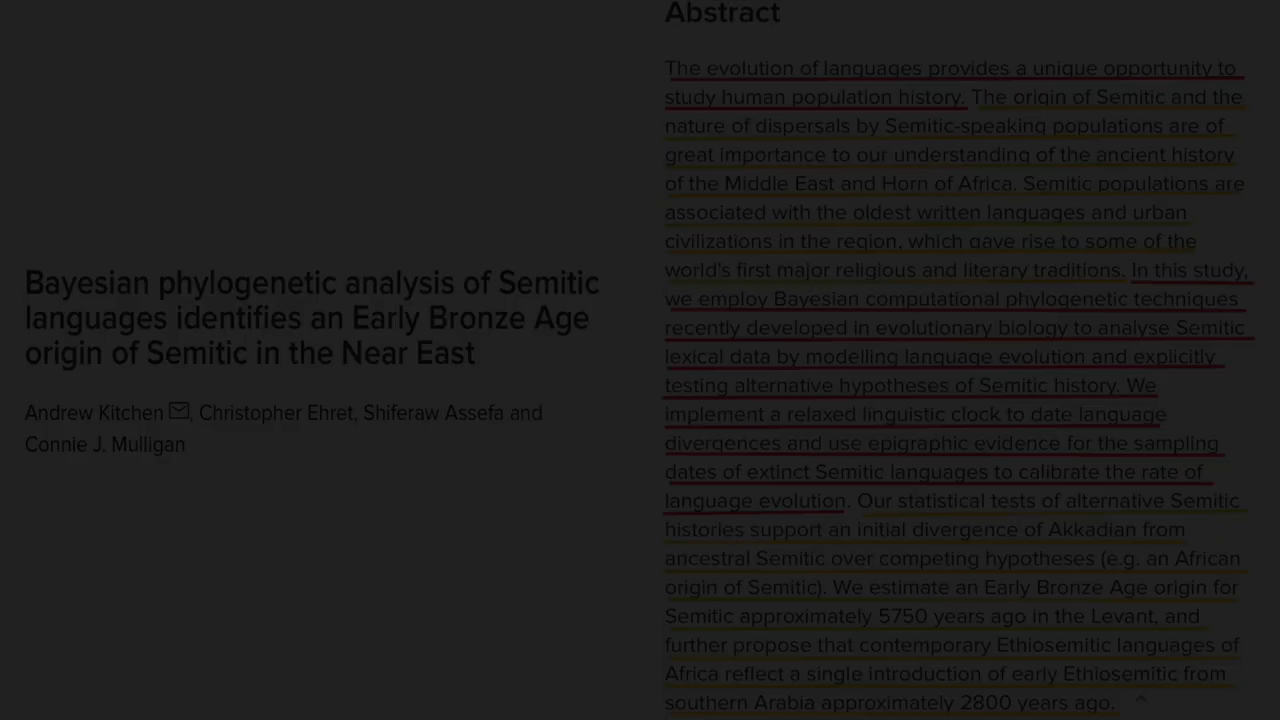 Bayesian phylogenetic analysis of Semitic
languages identifies an Early Bronze Age
origin of Semitic in the Near East
Andrew Kitchen, Christopher Ehret, Shiferaw Assefa and
Connie J. Mulligan
Abstract
The evolution of languages provides a unique opportunity to
study human population history. The origin of Semitic and the
nature of dispersals by Semitic-speaking populations are of
great importance to our understanding of the ancient history
of the Middle East and Horn of Africa. Semitic populations are
associated with the oldest written languages and urban
civilizations in the region, which gave rise to some of the
world's first major religious and literary traditions. In this study,
we employ Bayesian computational phylogenetic techniques
recently developed in evolutionary biology to analyse Semitic
lexical data by modelling language evolution and explicitly
testing alternative hypotheses of Semitic history. We
implement a relaxed linguistic clock to date language
divergences and use epigraphic evidence for the sampling
dates of extinct Semitic languages to calibrate the rate of
language evolution. Our statistical tests of alternative Semitic
histories support an initial divergence of Akkadian from
ancestral Semitic over competing hypotheses (e.g. an African
origin of Semitic). We estimate an Early Bronze Age origin for
Semitic approximately 5750 years ago in the Levant, and
further propose that contemporary Ethiosemitic languages of
Africa reflect a single introduction of early Ethiosemitic from
southern Arabia approximately 2800 years ago.